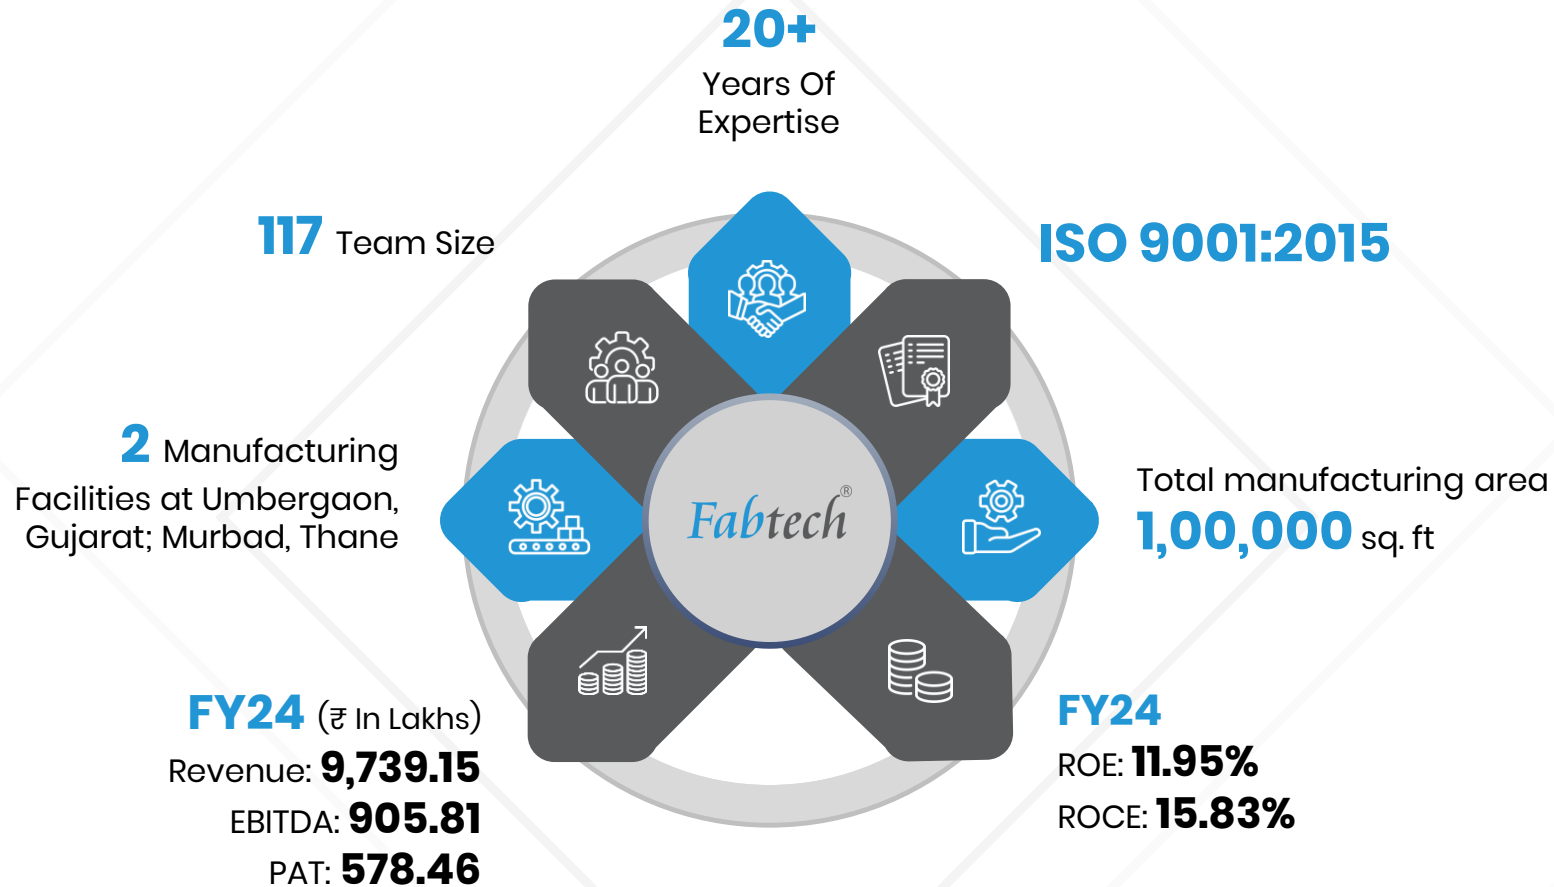 20+
Years Of
Expertise
117 Team Size
ISO 9001:2015
2 Manufacturing
Facilities at Umbergaon,
Gujarat; Murbad, Thane
Fabtech®
Total manufacturing area
1,00,000 sq. ft
FY24 (₹ In Lakhs)
Revenue: 9,739.15
EBITDA: 905.81
PAT: 578.46
FY24
ROE: 11.95%
ROCE: 15.83%